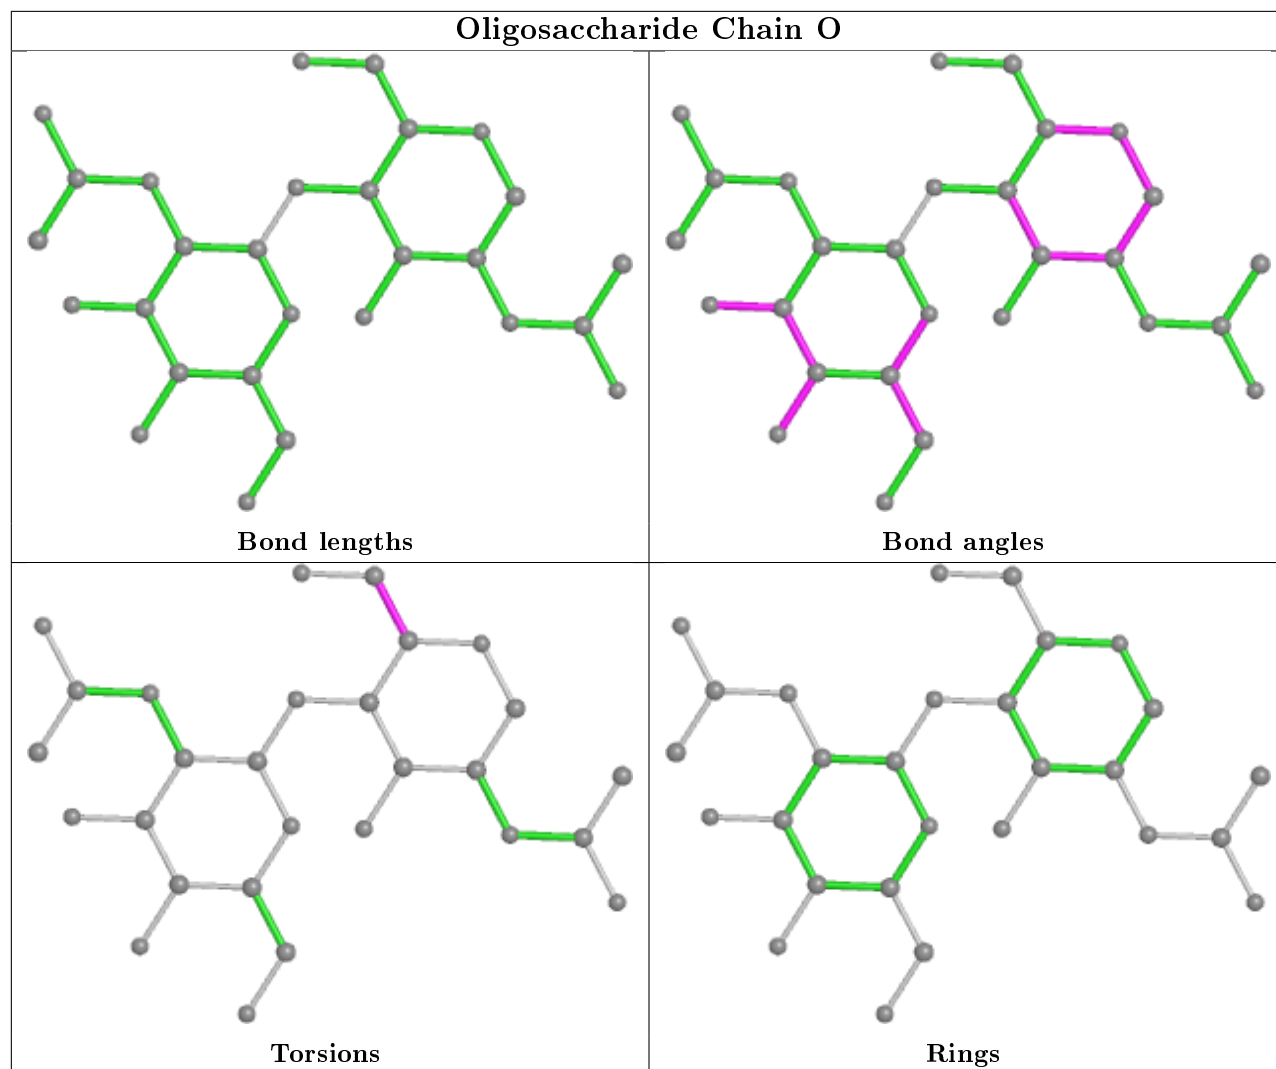 Oligosaccharide Chain O
Bond lengths
Bond angles
Torsions
Rings